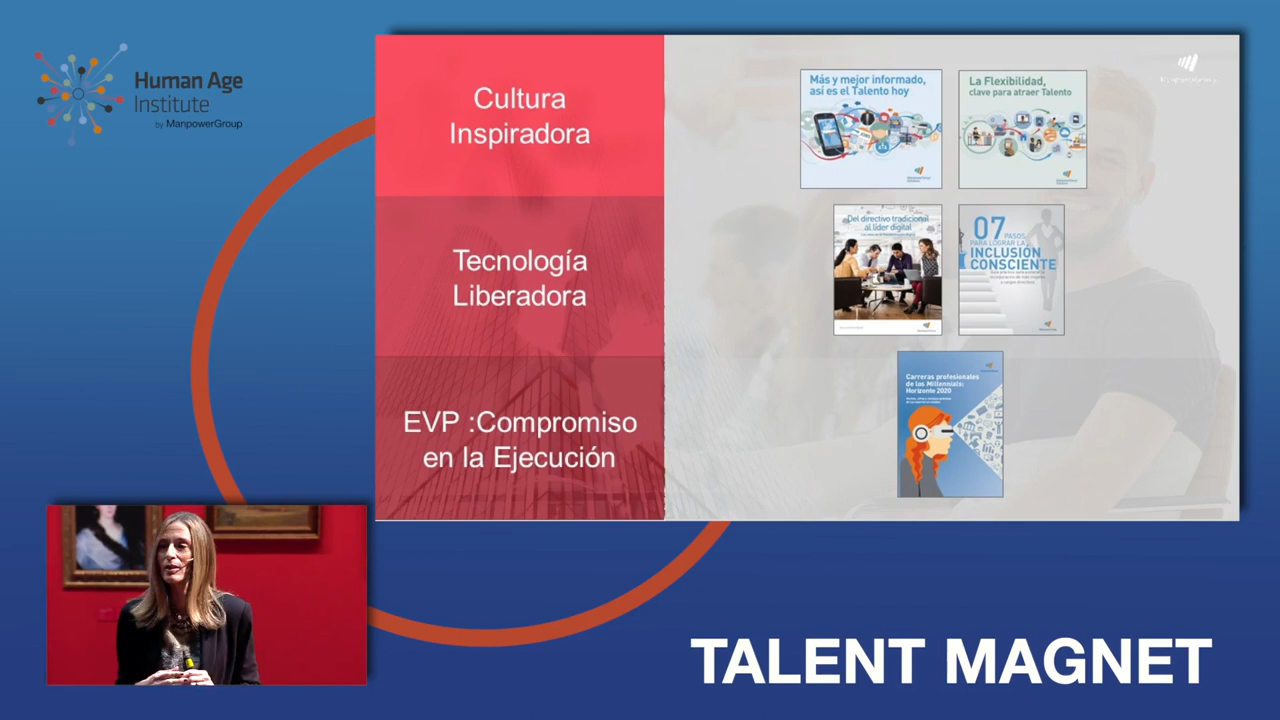 Human Age
Institute
by ManpowerGroup
Cultura
Inspiradora
Tecnología
Liberadora
EVP :Compromiso
en la Ejecución
Más y mejor informado,
así es el Talento hoy
La Flexibilidad,
clave para atraer Talento
Del directivo tradicional
al líder digital
07
PASOS
PARA LOGRAR LA
INCLUSIÓN
CONSCIENTE
Carreras profesionales
de los Millennials:
Horizonte 2020
TALENT MAGNET